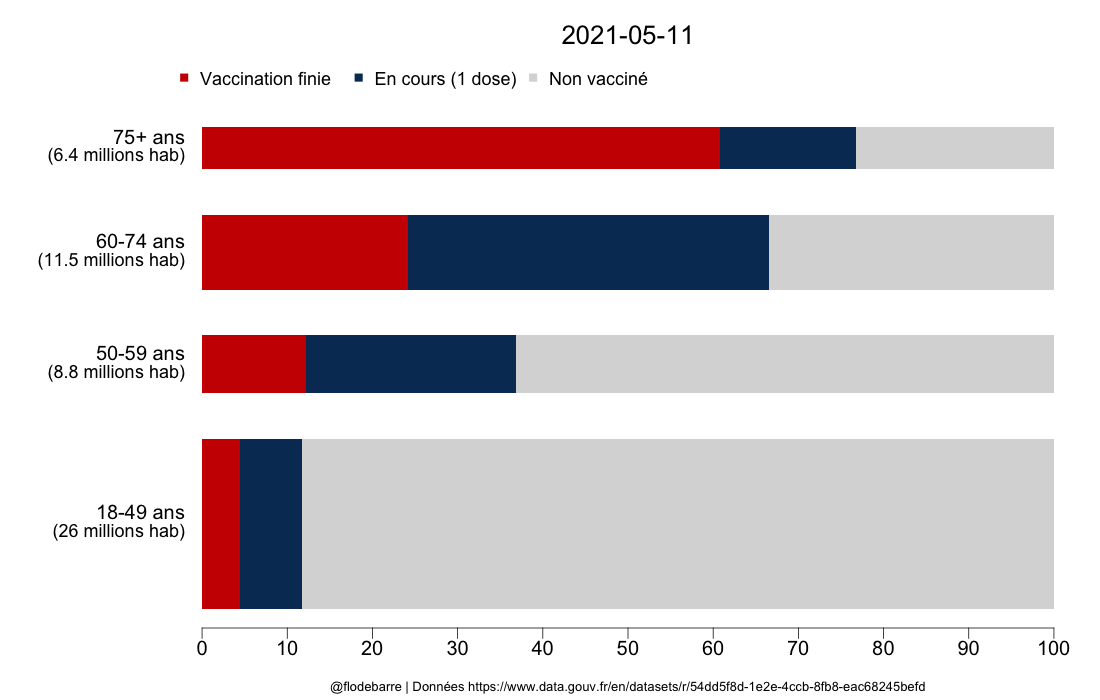 2021-05-11
Vaccination finie En cours (1 dose) Non vacciné
75+ ans
(6.4 millions hab)
60-74 ans
(11.5 millions hab)
50-59 ans
(8.8 millions hab)
18-49 ans
(26 millions hab)
0 10 20 30 40 50 60 70 80 90 100
@flodebarre | Données https://www.data.gouv.fr/en/datasets/r/54dd5f8d-1e2e-4ccb-8fb8-eac68245befd